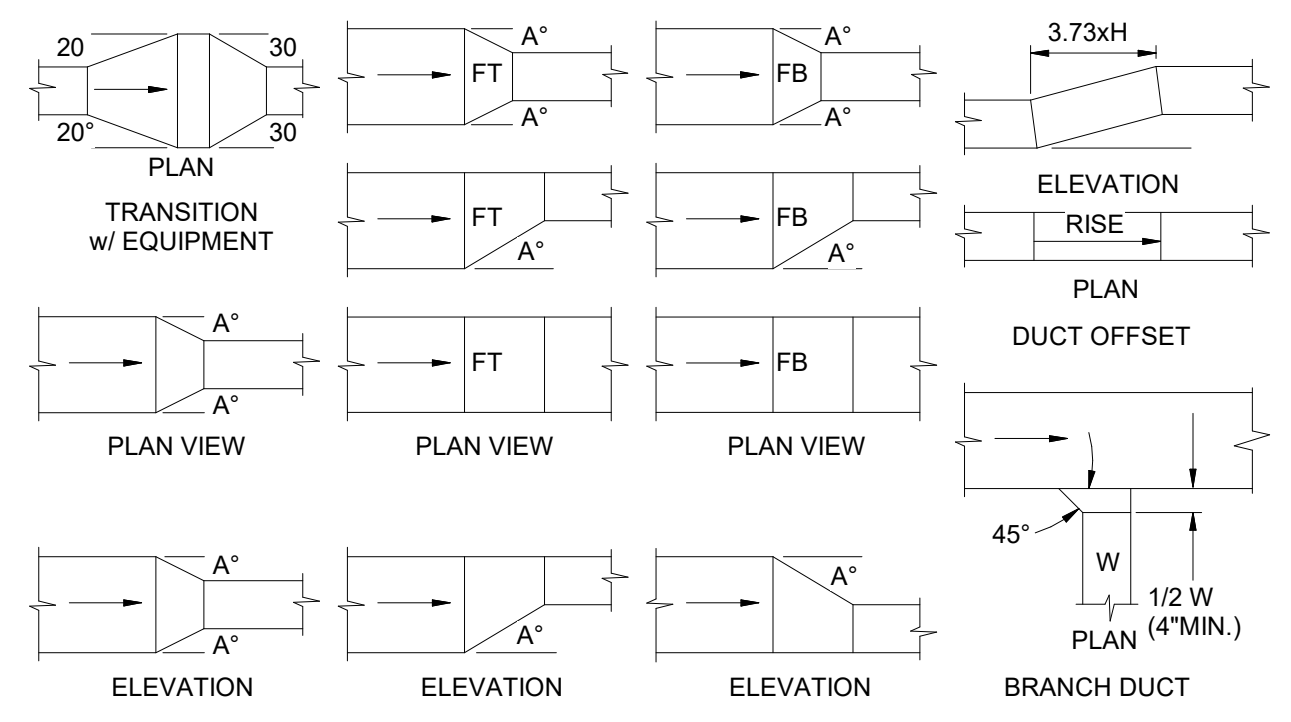 20
30
20°
30
PLAN
TRANSITION
w/ EQUIPMENT
A°
A°
PLAN VIEW
A°
A°
ELEVATION
A°
FT
A°
FT
A°
FT
PLAN VIEW
A°
ELEVATION
A°
FB
A°
FB
A°
FB
PLAN VIEW
A°
ELEVATION
3.73xH
ELEVATION
RISE
PLAN
DUCT OFFSET
45°
W
1/2 W
(4"MIN.)
PLAN
BRANCH DUCT